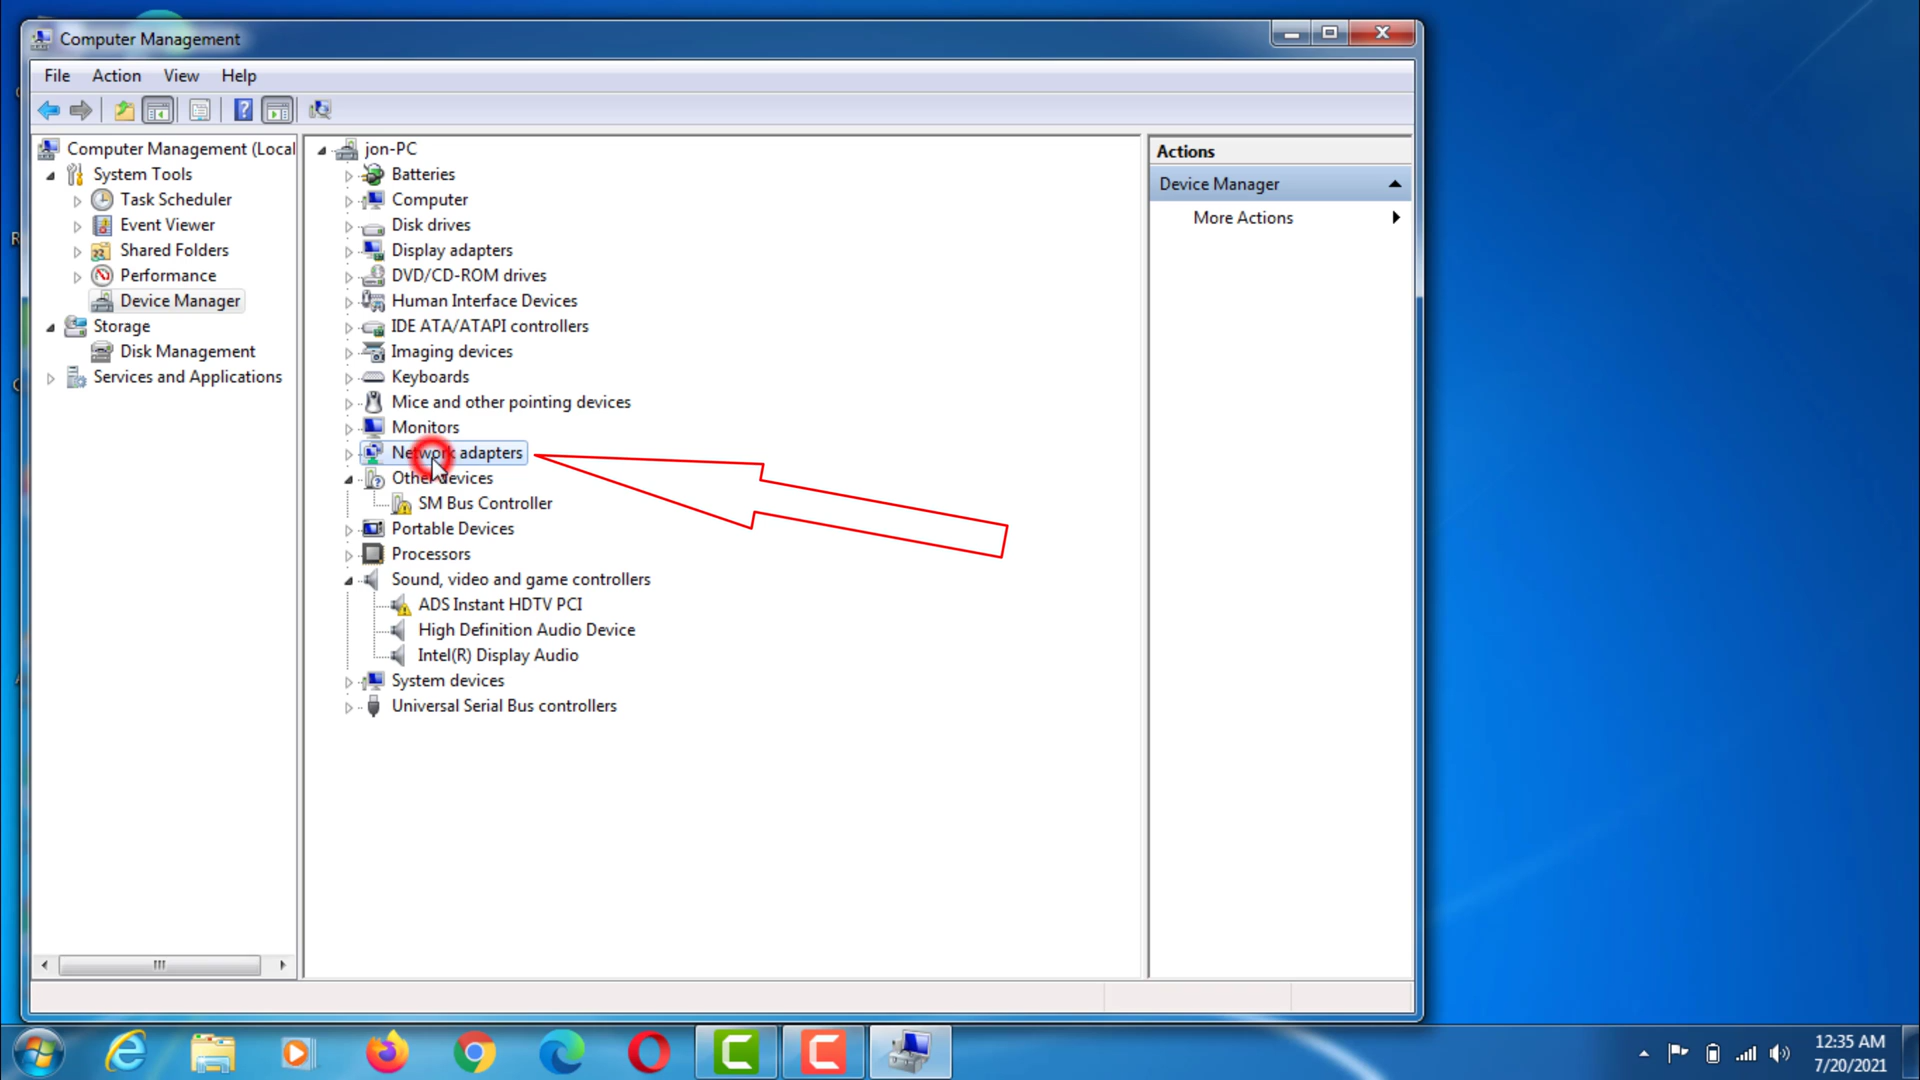 Computer Management
File Action View Help
Computer Management (Local
System Tools
Task Scheduler
Event Viewer
Shared Folders
Performance
Device Manager
Storage
Disk Management
Services and Applications
jon-PC
Batteries
Computer
Disk drives
Display adapters
DVD/CD-ROM drives
Human Interface Devices
IDE ATA/ATAPI controllers
Imaging devices
Keyboards
Mice and other pointing devices
Monitors
Network adapters
Other devices
SM Bus Controller
Portable Devices
Processors
Sound, video and game controllers
ADS Instant HDTV PCI
High Definition Audio Device
Intel(R) Display Audio
System devices
Universal Serial Bus controllers
Actions
Device Manager
More Actions
12:35 AM
7/20/2021